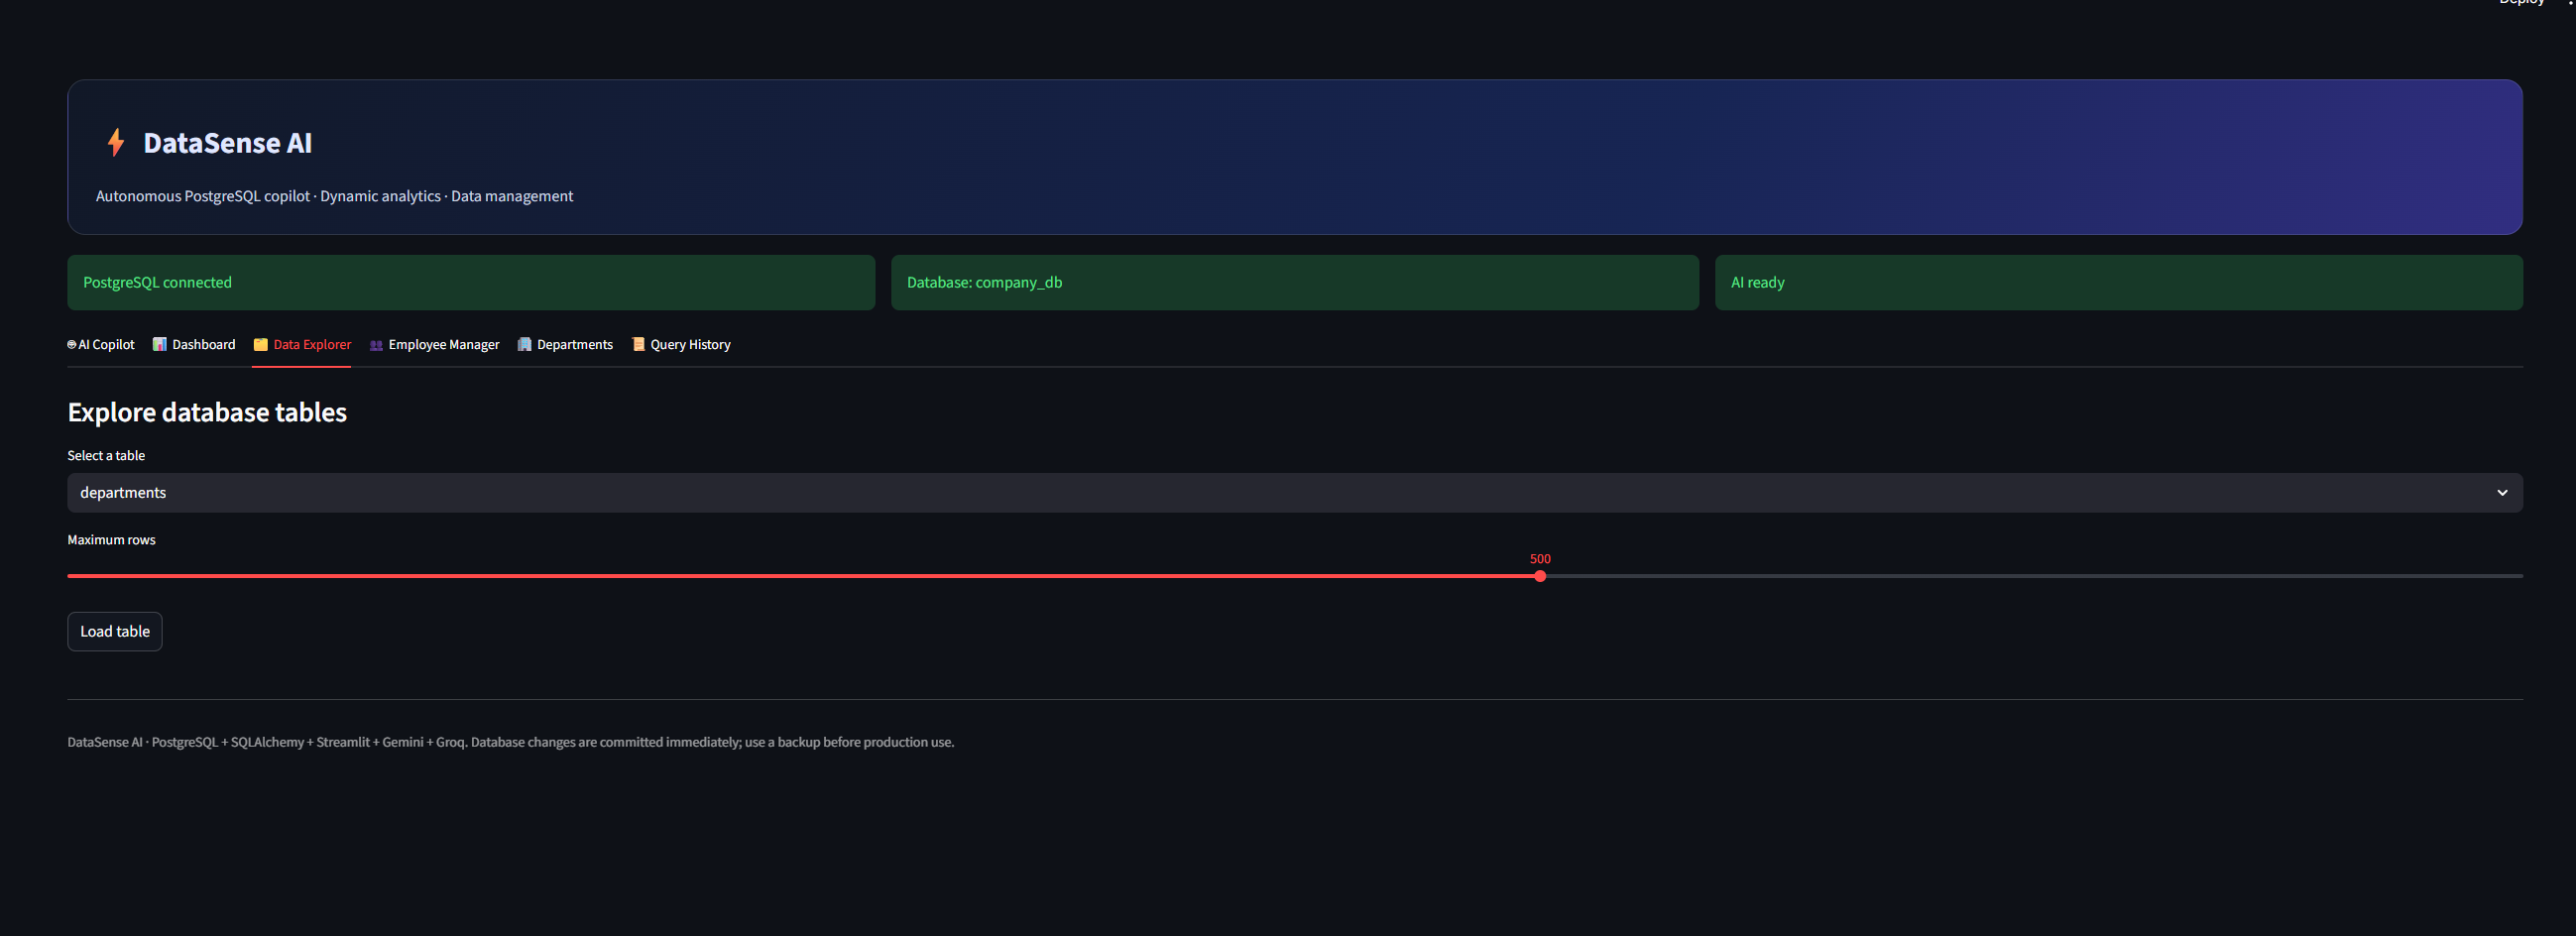 Deploy
DataSense AI
Autonomous PostgreSQL copilot · Dynamic analytics · Data management
PostgreSQL connected
Database: company_db
AI ready
AI Copilot
Dashboard
Data Explorer
Employee Manager
Departments
Query History
Explore database tables
Select a table
departments
Maximum rows
500
Load table
DataSense AI · PostgreSQL + SQLAlchemy + Streamlit + Gemini + Groq. Database changes are committed immediately; use a backup before production use.